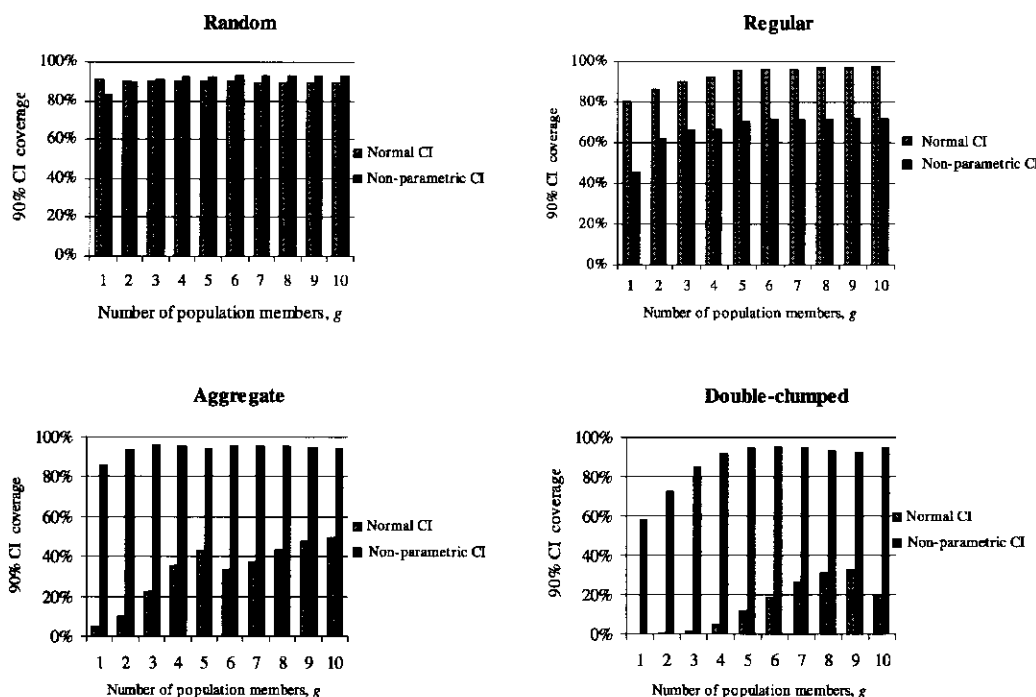 Random
100%
80%
60%
40%
20%
0%
90% CI coverage
1 2 3 4 5 6 7 8 9 10
Number of population members, g
Normal CI
Non-parametric CI
Regular
100%
80%
60%
40%
20%
0%
90% CI coverage
1 2 3 4 5 6 7 8 9 10
Number of population members, g
Normal CI
Non-parametric CI
Aggregate
100%
80%
60%
40%
20%
0%
90% CI coverage
1 2 3 4 5 6 7 8 9 10
Number of population members, g
Normal CI
Non-parametric CI
Double-clumped
100%
80%
60%
40%
20%
0%
90% CI coverage
1 2 3 4 5 6 7 8 9 10
Number of population members, g
Normal CI
Non-parametric CI